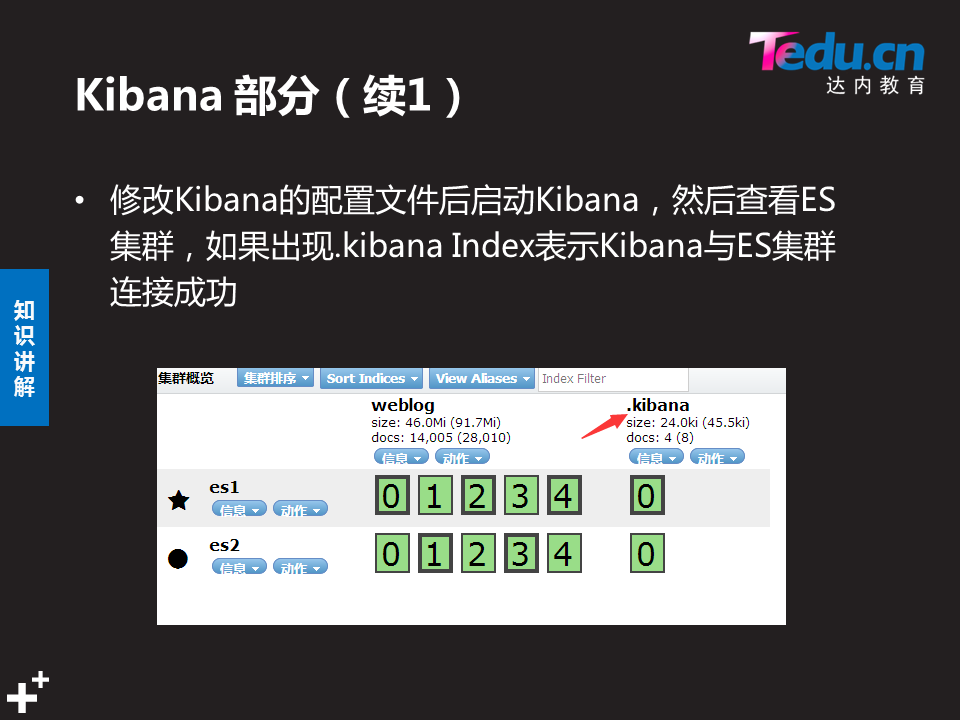 Tedu.cn
达内教育
Kibana 部分（续1）
• 修改Kibana的配置文件后启动Kibana，然后查看ES
集群，如果出现.kibana Index表示Kibana与ES集群
连接成功
知
识
讲
解
集群概览 集群排序 Sort Indices View Aliases Index Filter
weblog .kibana
size: 46.0Mi (91.7Mi) size: 24.0ki (45.5ki)
docs: 14,005 (28,010) docs: 4 (8)
信息 动作 信息 动作
es1 0 1 2 3 4 0
信息 动作
es2 0 1 2 3 4 0
信息 动作